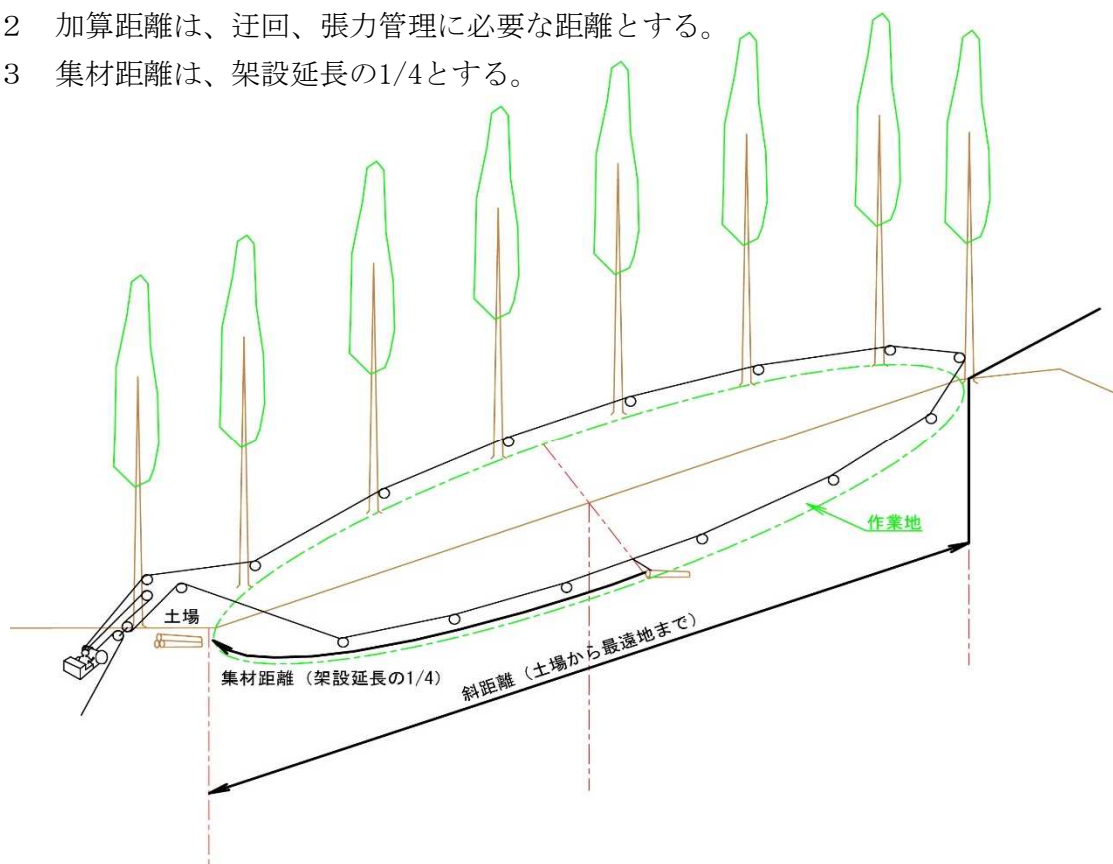 2 加算距離は、迂回、張力管理に必要な距離とする。
3 集材距離は、架設延長の1/4とする。
作業地
土場
集材距離（架設延長の1/4）
斜距離（土場から最遠地まで）